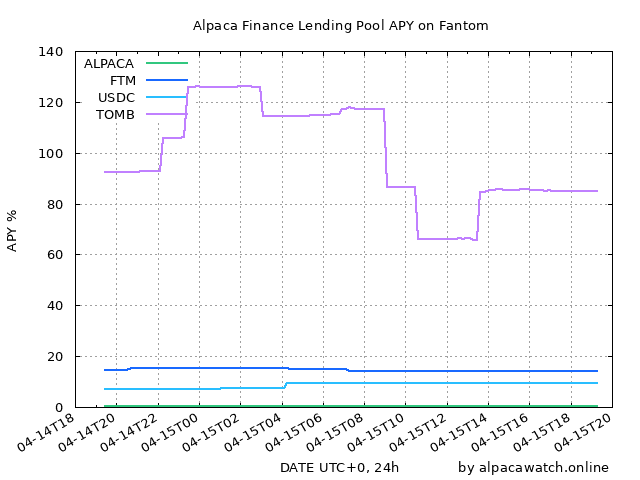 Alpaca Finance Lending Pool APY on Fantom
ALPACA
FTM
USDC
TOMB
APY %
140
120
100
80
60
40
20
0
04-14T18
04-14T20
04-14T22
04-15T00
04-15T02
04-15T04
04-15T06
04-15T08
04-15T10
04-15T12
04-15T14
04-15T16
04-15T18
04-15T20
DATE UTC+0, 24h
by alpacawatch.online